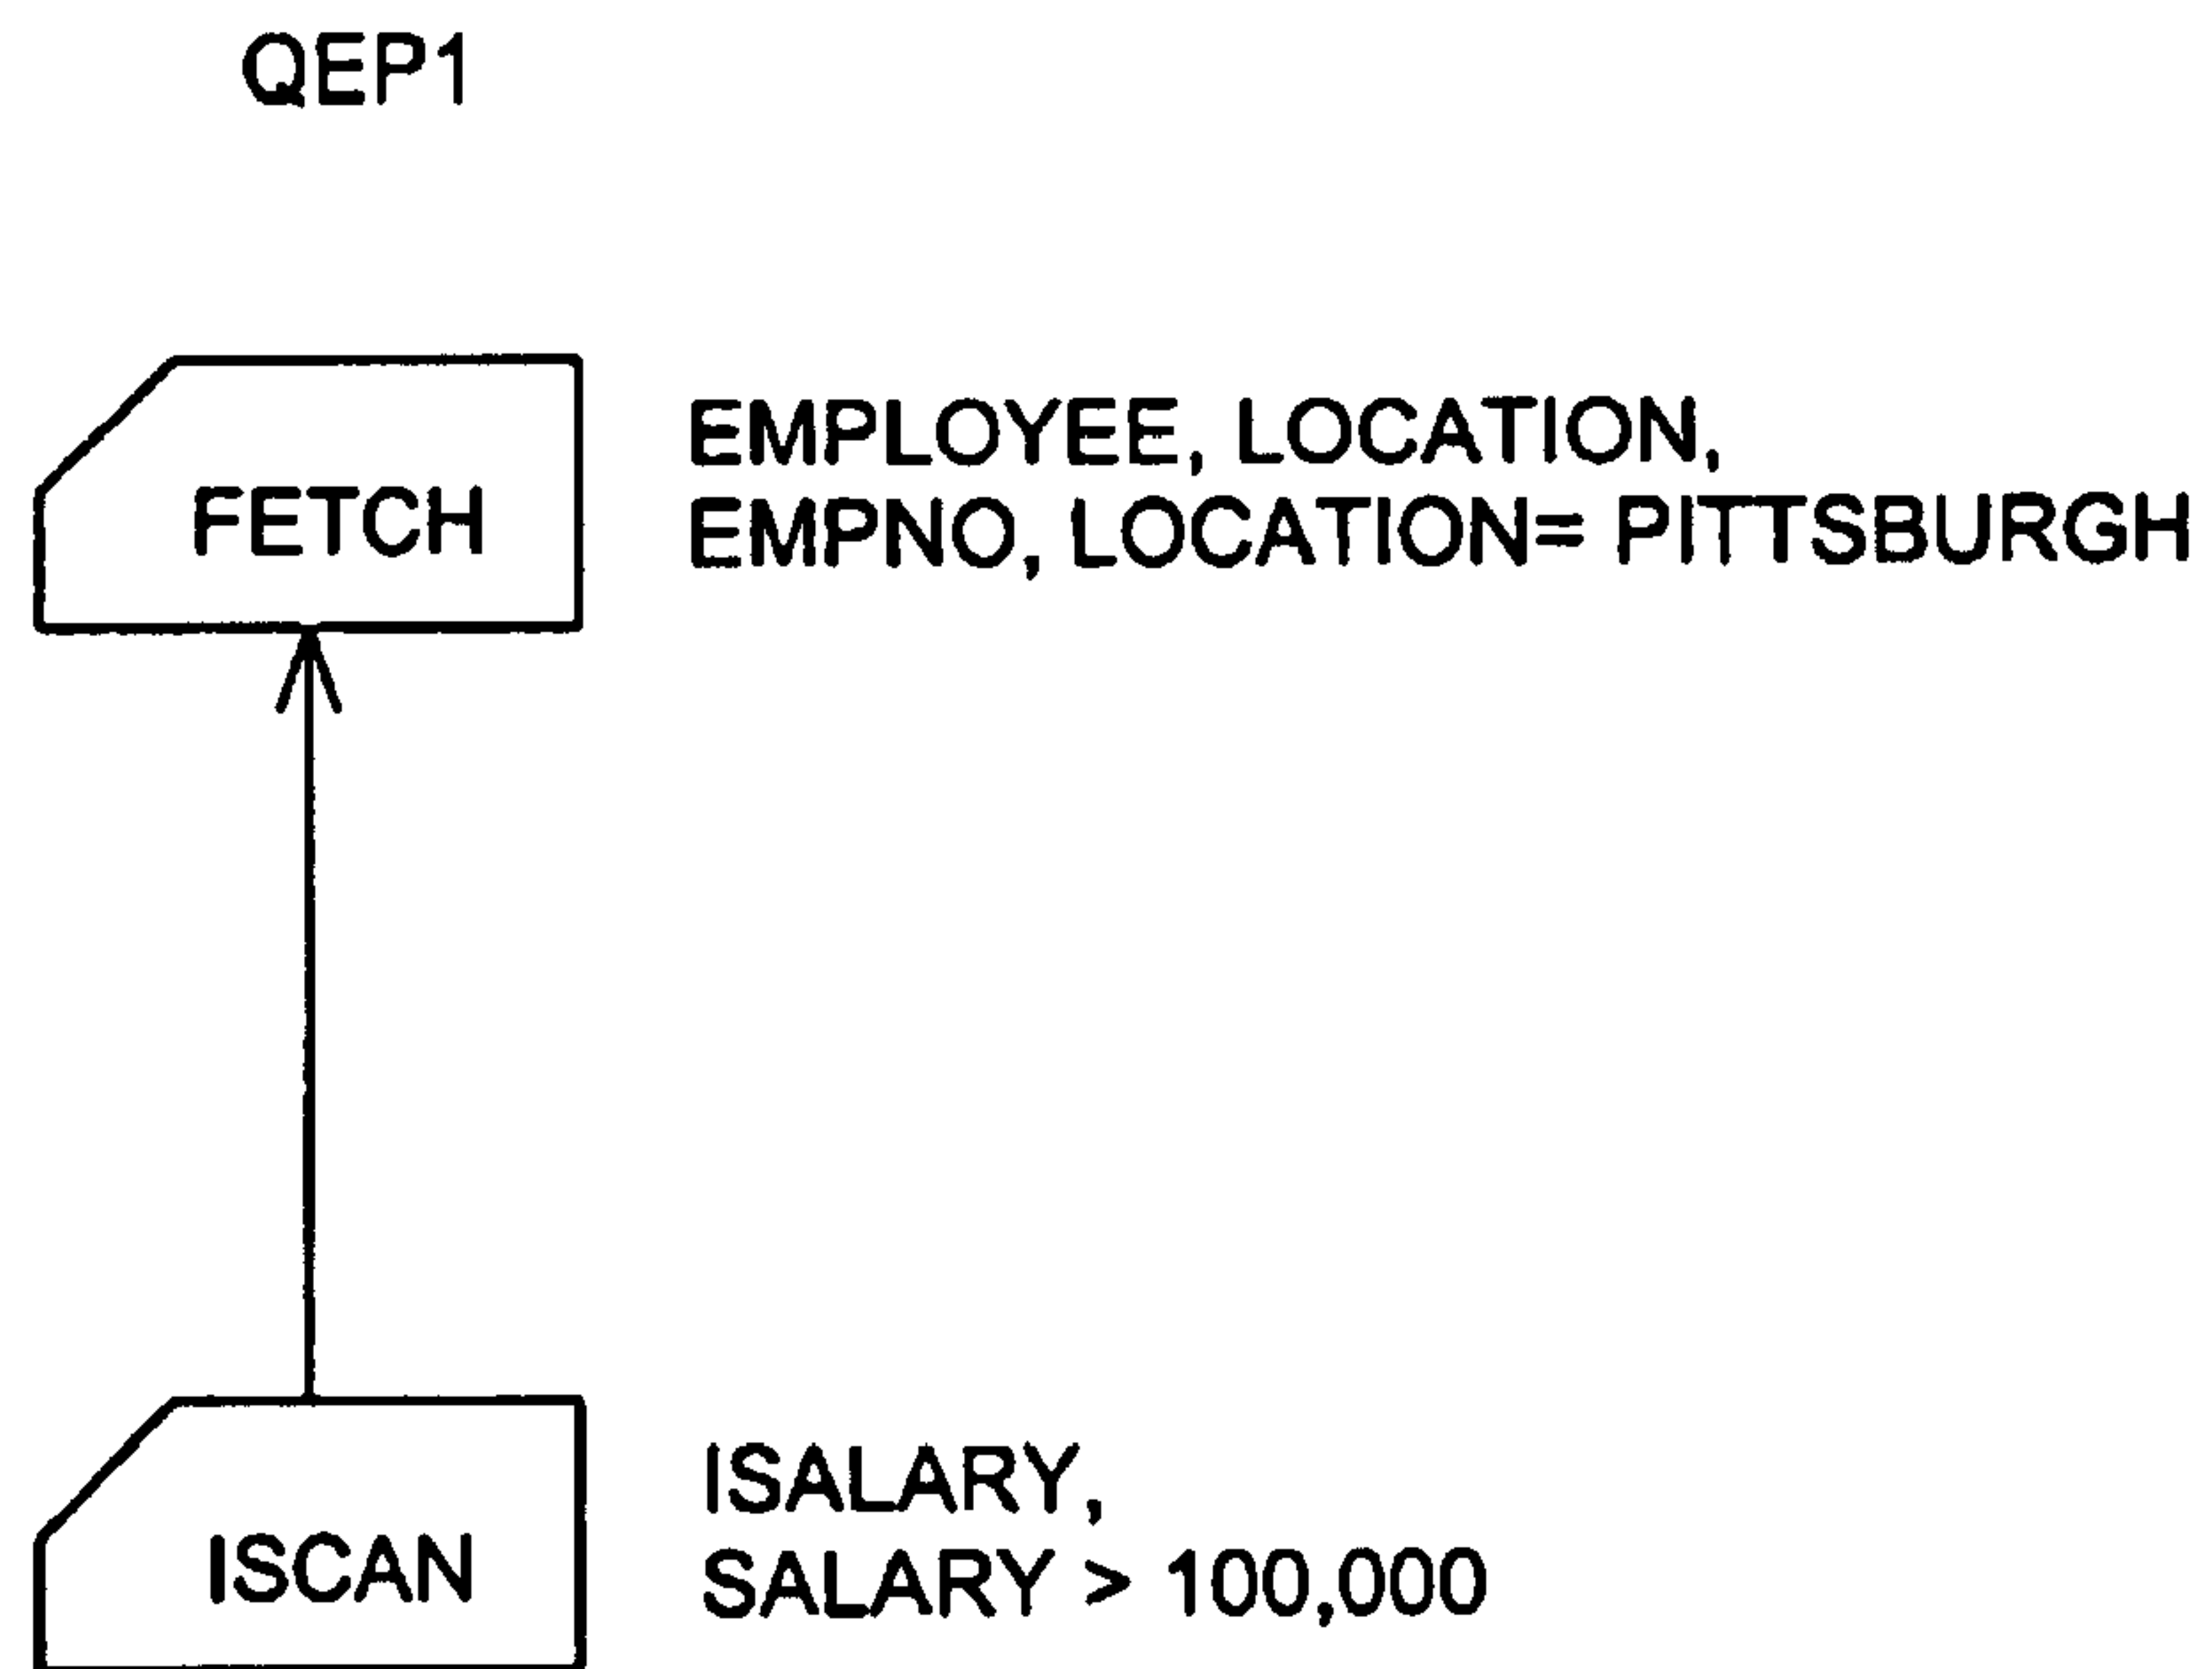 QEP1
FETCH
EMPLOYEE, LOCATION,
EMPNO, LOCATION= PITTSBURGH
ISCAN
ISALARY,
SALARY > 100,000